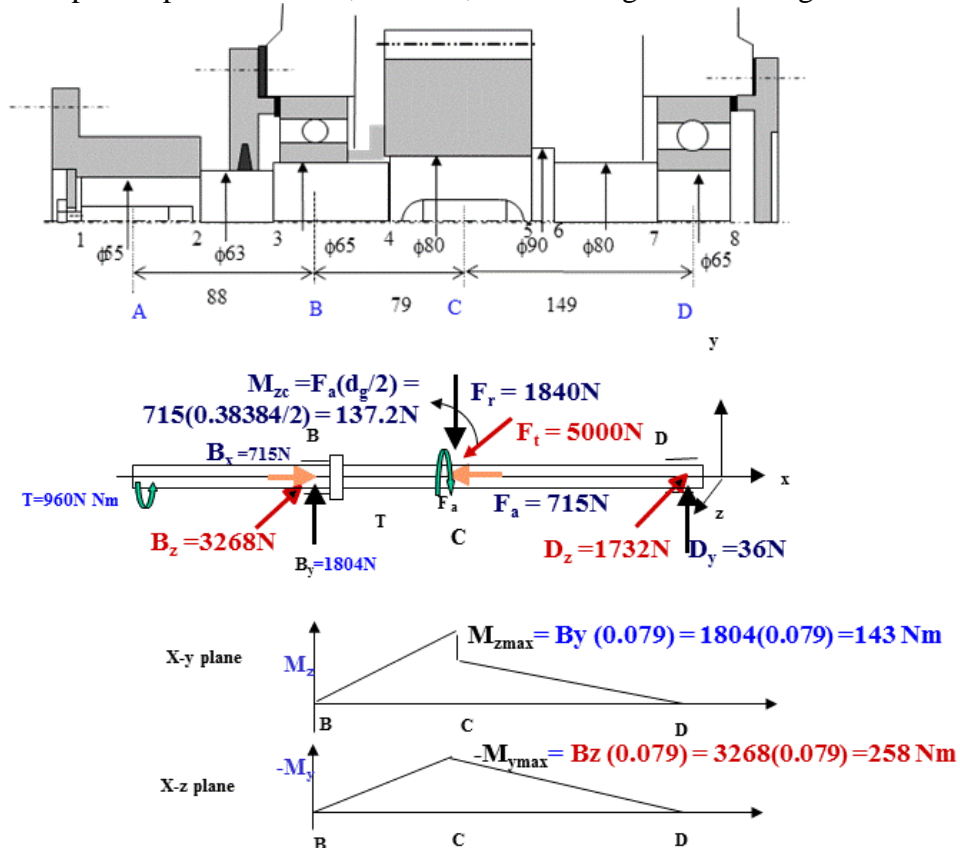 1 ϕ55 2 ϕ63 3 ϕ65 4 ϕ80 5 ϕ90 6 ϕ80 7 ϕ65 8
88 79 149
A B C D
y
M_zc =F_a(d_g/2) =
715(0.38384/2) = 137.2N
F_r = 1840N
F_t = 5000N
B D
B_x =715N
x
T=960N Nm
F_a
F_a = 715N
z
T C
B_z = 3268N
B_y=1804N
D_z = 1732N
D_y = 36N
X-y plane
M_z
M_zmax= By (0.079) = 1804(0.079) =143 Nm
B C D
X-z plane
-M_y
-M_ymax= Bz (0.079) = 3268(0.079) =258 Nm
B C D